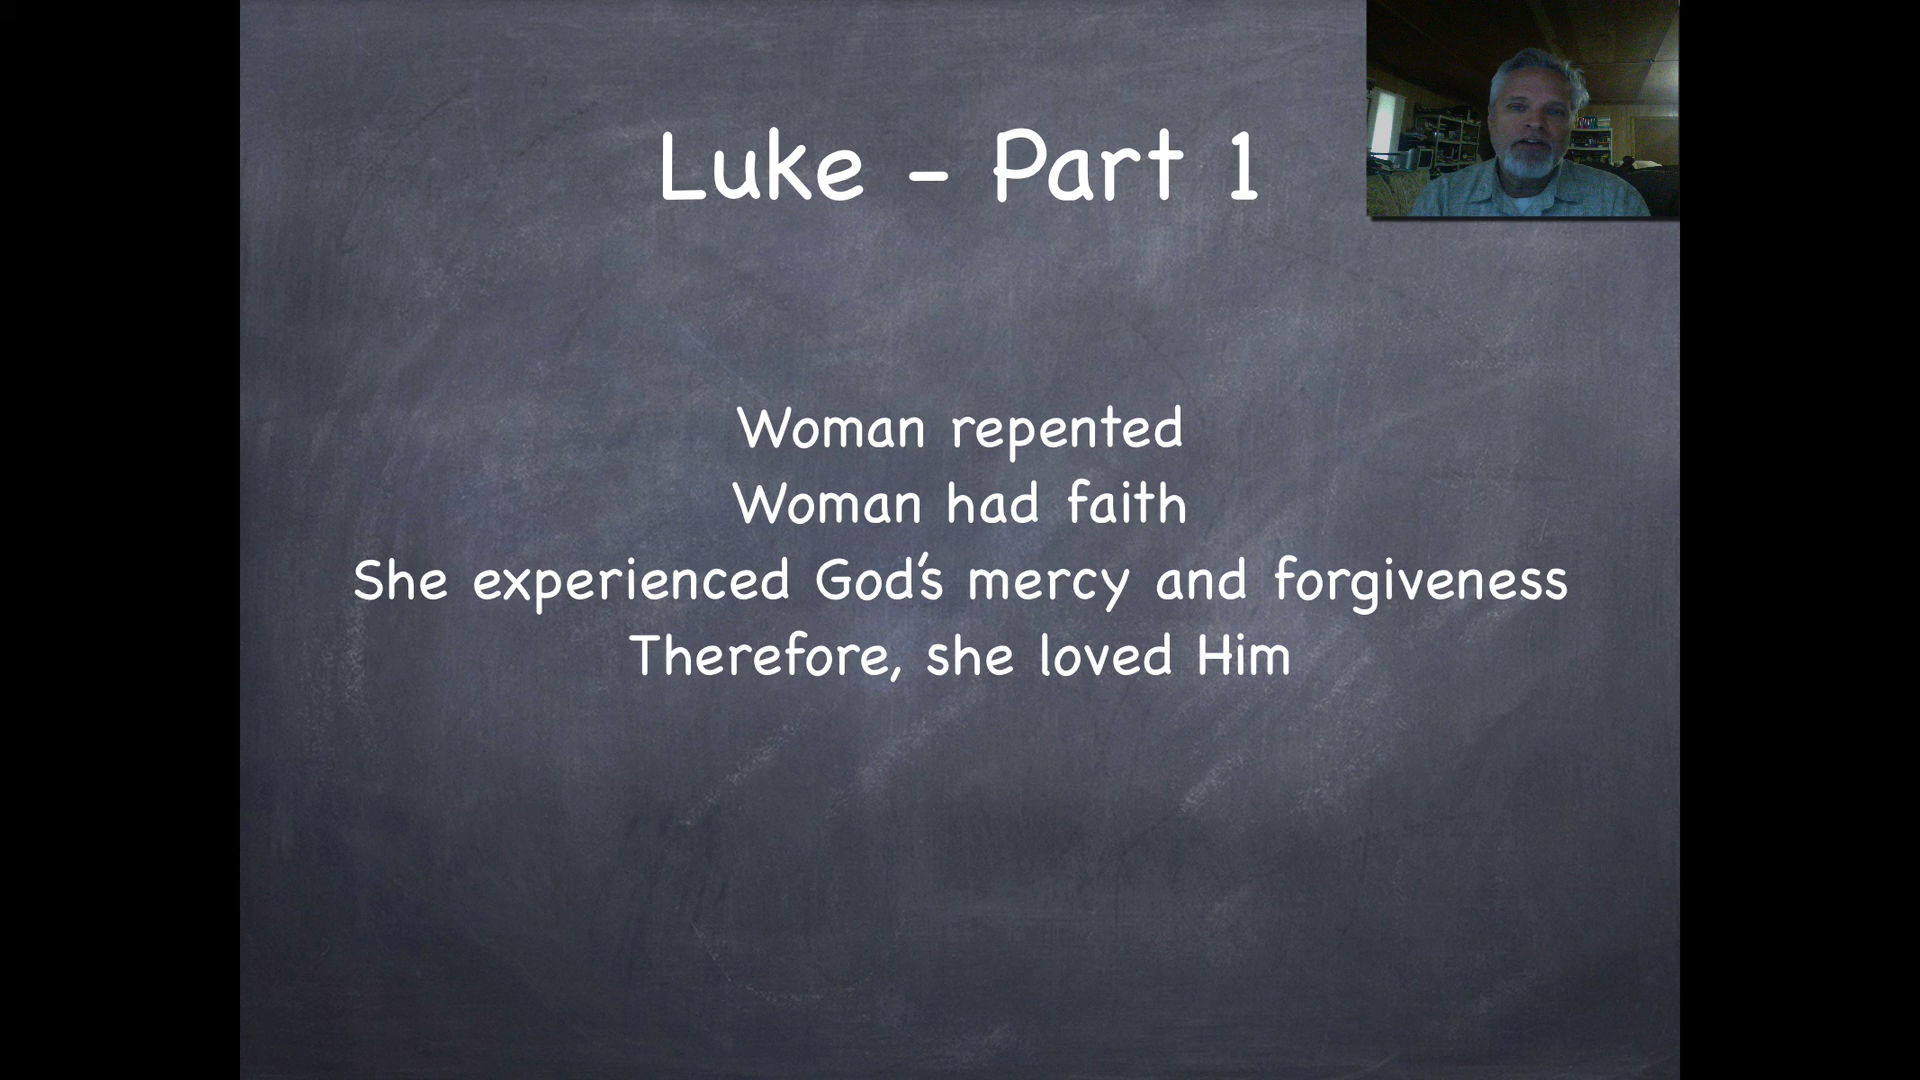 Luke - Part 1
Woman repented
Woman had faith
She experienced God's mercy and forgiveness
Therefore, she loved Him